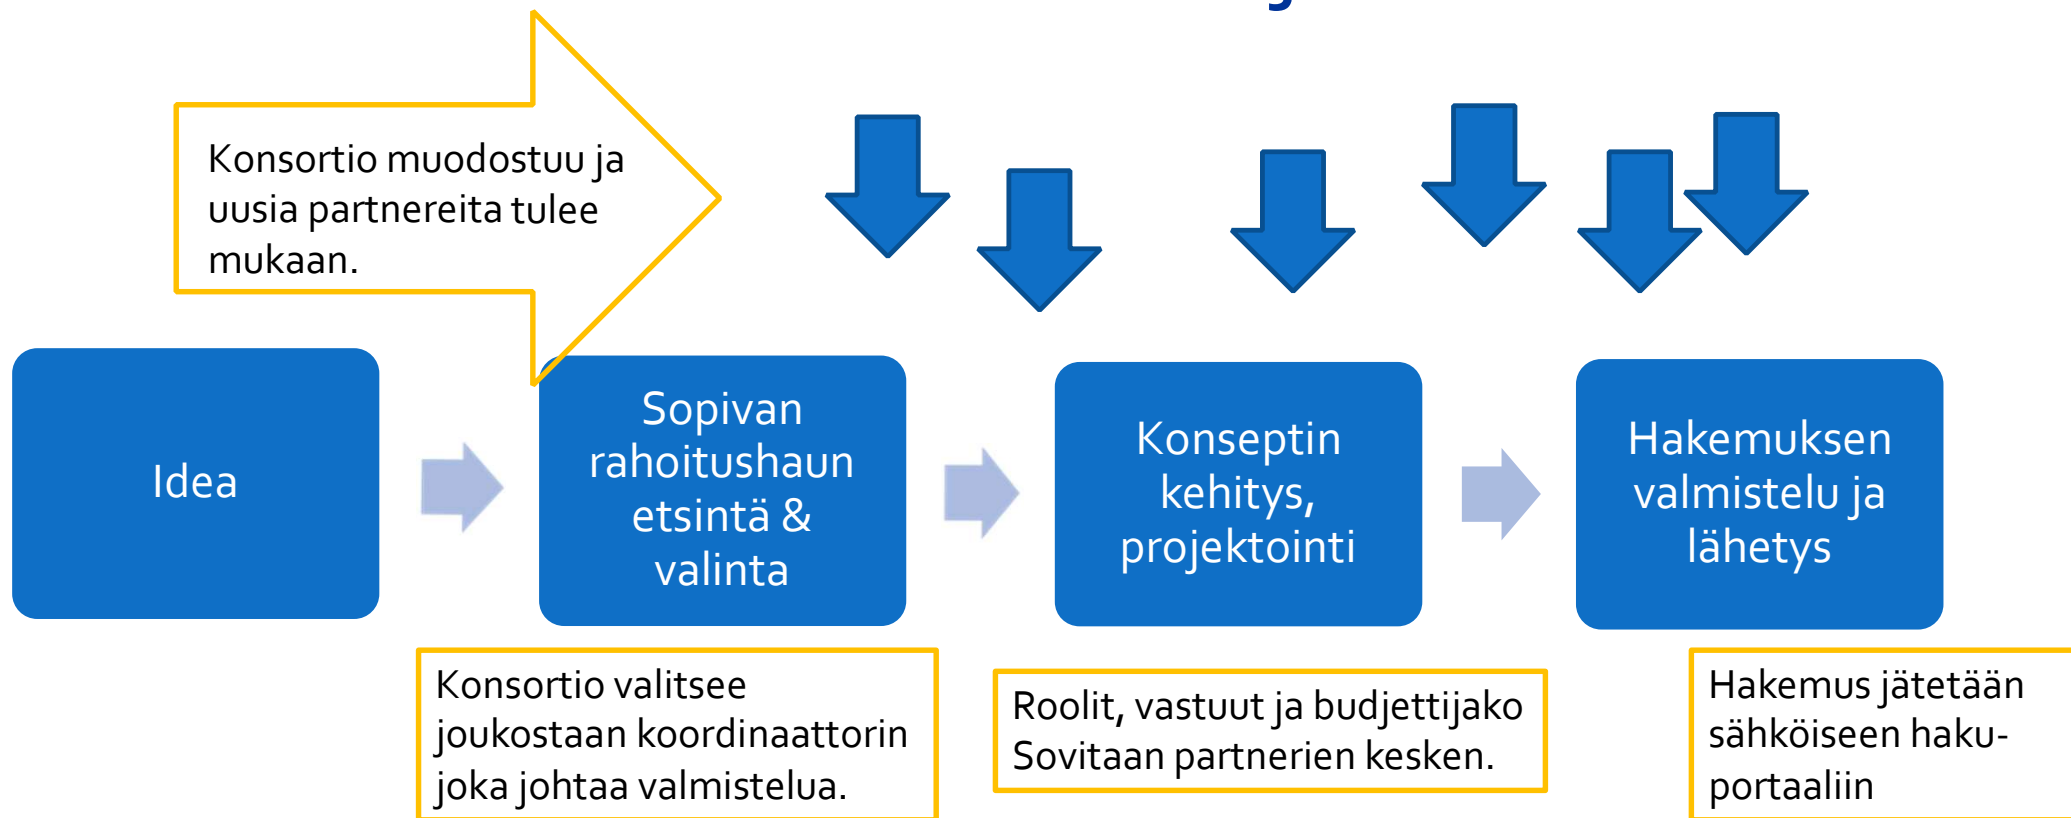 Konsortio muodostuu ja
uusia partnereita tulee
mukaan.
Idea
Sopivan
rahoitushaun
etsintä &
valinta
Konseptin
kehitys,
projektointi
Hakemuksen
valmistelu ja
lähetys
Konsortio valitsee
joukostaan koordinaattorin
joka johtaa valmistelua.
Roolit, vastuut ja budjettijako
Sovitaan partnerien kesken.
Hakemus jätetään
sähköiseen haku-
portaaliin